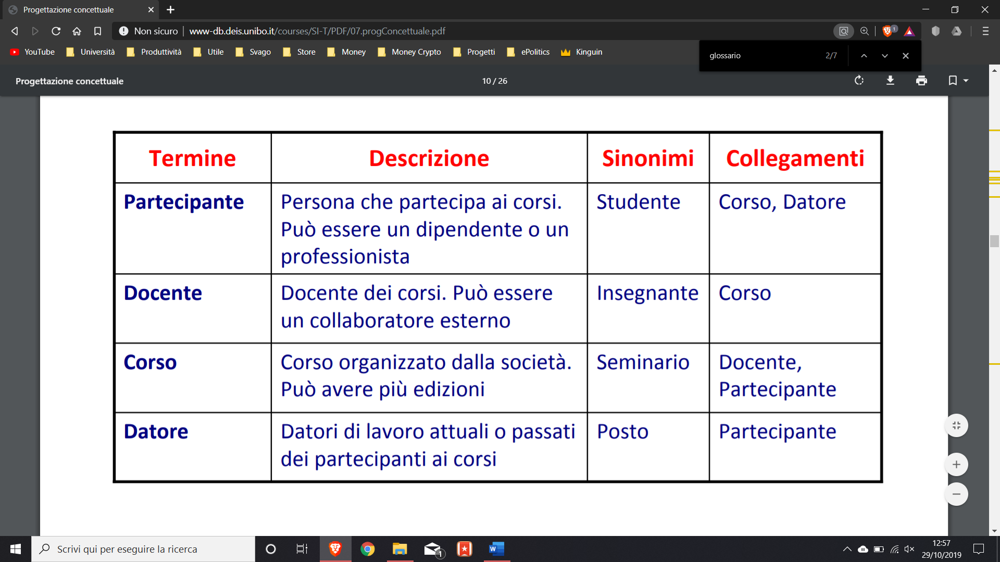 Progettazione concettuale
Non sicuro | www-db.deis.unibo.it/courses/SI-T/PDF/07.progConcettuale.pdf
1
YouTube Università Produttività Utile Svago Store Money Money Crypto Progetti ePolitics Kinguin
glossario 2/7
Progettazione concettuale 10 / 26
Termine Descrizione Sinonimi Collegamenti
Partecipante Persona che partecipa ai corsi. Studente Corso, Datore
Può essere un dipendente o un
professionista
Docente Docente dei corsi. Può essere Insegnante Corso
un collaboratore esterno
Corso Corso organizzato dalla società. Seminario Docente,
Può avere più edizioni Partecipante
Datore Datori di lavoro attuali o passati Posto Partecipante
dei partecipanti ai corsi
Scrivi qui per eseguire la ricerca
1
W
12:57
29/10/2019